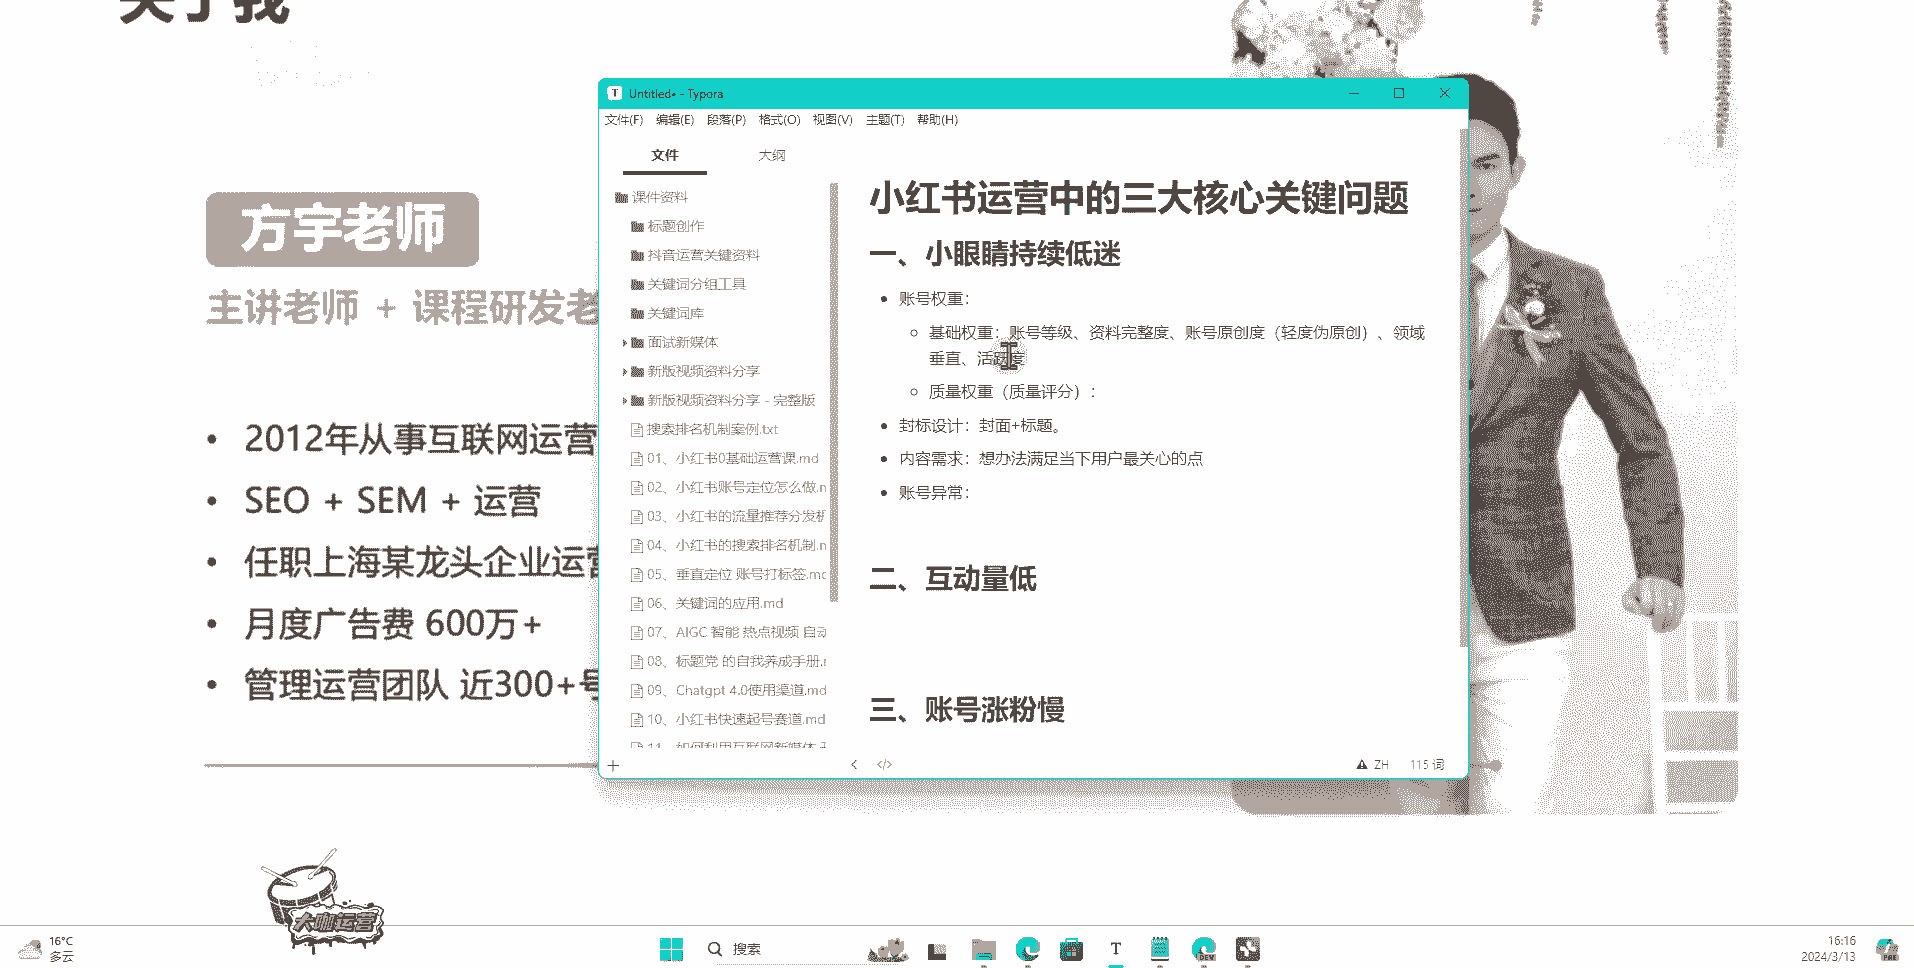 关于我
方宇老师
主讲老师 + 课程研发老
• 2012年从事互联网运营
• SEO + SEM + 运营
• 任职上海某龙头企业运营
• 月度广告费 600万+
• 管理运营团队 近300+号
大咖运营
Untitled• - Typora
文件(F) 编辑(E) 段落(P) 格式(O) 视图(V) 主题(T) 帮助(H)
文件 大纲
课件资料
标题创作
抖音运营关键资料
关键词分组工具
关键词库
面试新媒体
新版视频资料分享
新版视频资料分享 - 完整版
搜索排名机制案例.txt
01、小红书0基础运营课.md
02、小红书账号定位怎么做.n
03、小红书的流量推荐分发机
04、小红书的搜索排名机制.n
05、垂直定位 账号打标签.mc
06、关键词的应用.md
07、AIGC 智能 热点视频 自动
08、标题党 的自我养成手册.r
09、Chatgpt 4.0使用渠道.md
10、小红书快速起号赛道.md
11、如何利用互联网新媒体
小红书运营中的三大核心关键问题
一、小眼睛持续低迷
• 账号权重：
基础权重：账号等级、资料完整度、账号原创度（轻度伪原创）、领域
垂直、活跃度
质量权重（质量评分）：
• 封标设计：封面+标题。
• 内容需求：想办法满足当下用户最关心的点
• 账号异常：
二、互动量低
三、账号涨粉慢
ZH 115 词
16°C
多云
搜索
T
DEV
16:16
2024/3/13
PRE